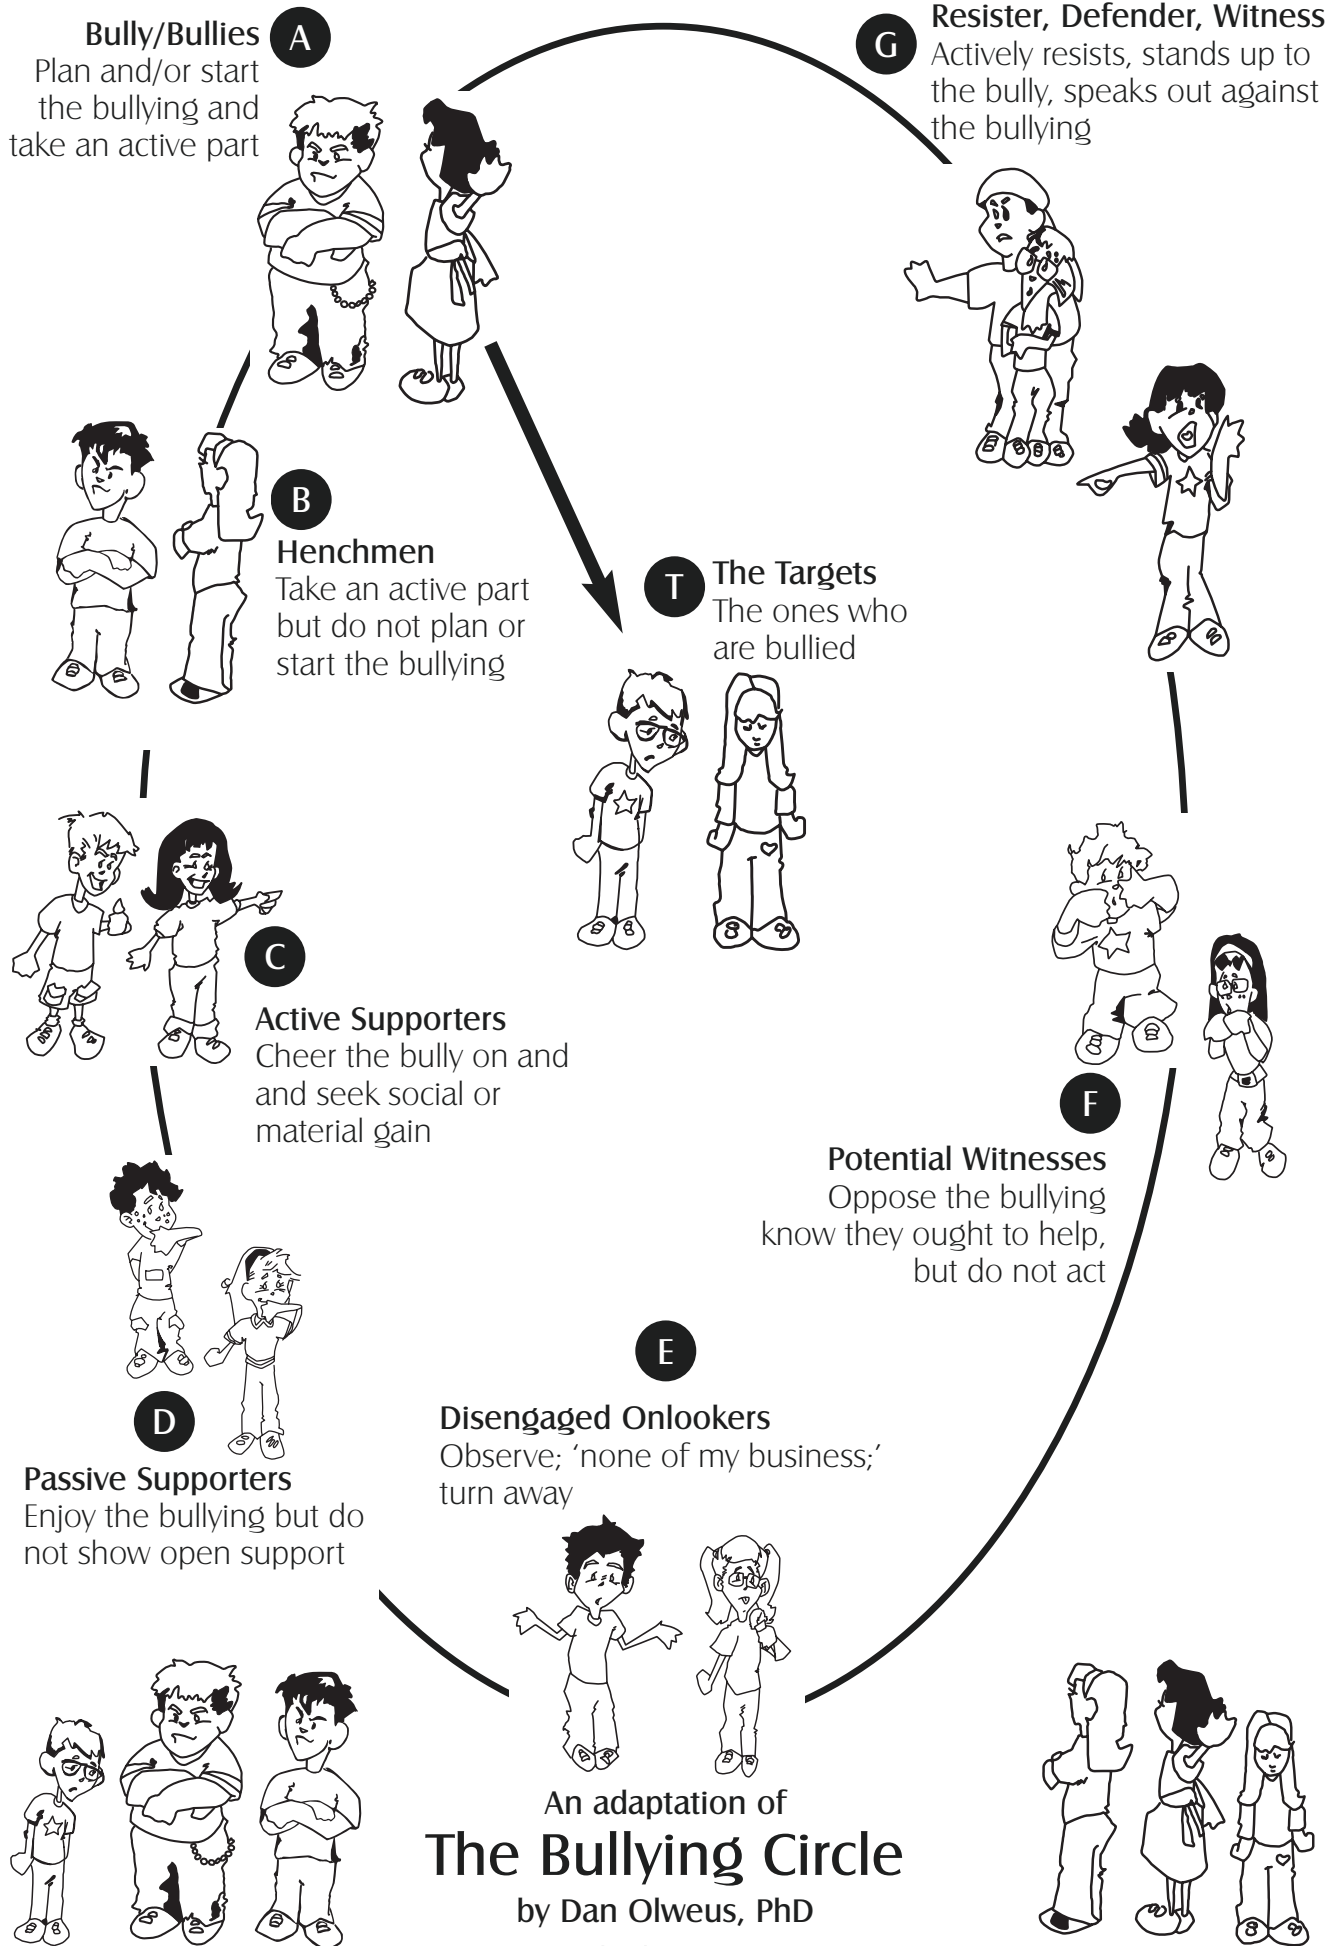 A
Bully/Bullies
Plan and/or start
the bullying and
take an active part
G
Resister, Defender, Witness
Actively resists, stands up to
the bully, speaks out against
the bullying
B
Henchmen
Take an active part
but do not plan or
start the bullying
T
The Targets
The ones who
are bullied
C
Active Supporters
Cheer the bully on and
and seek social or
material gain
F
Potential Witnesses
Oppose the bullying
know they ought to help,
but do not act
D
Passive Supporters
Enjoy the bullying but do
not show open support
E
Disengaged Onlookers
Observe; ‘none of my business;’
turn away
An adaptation of
The Bullying Circle
by Dan Olweus, PhD